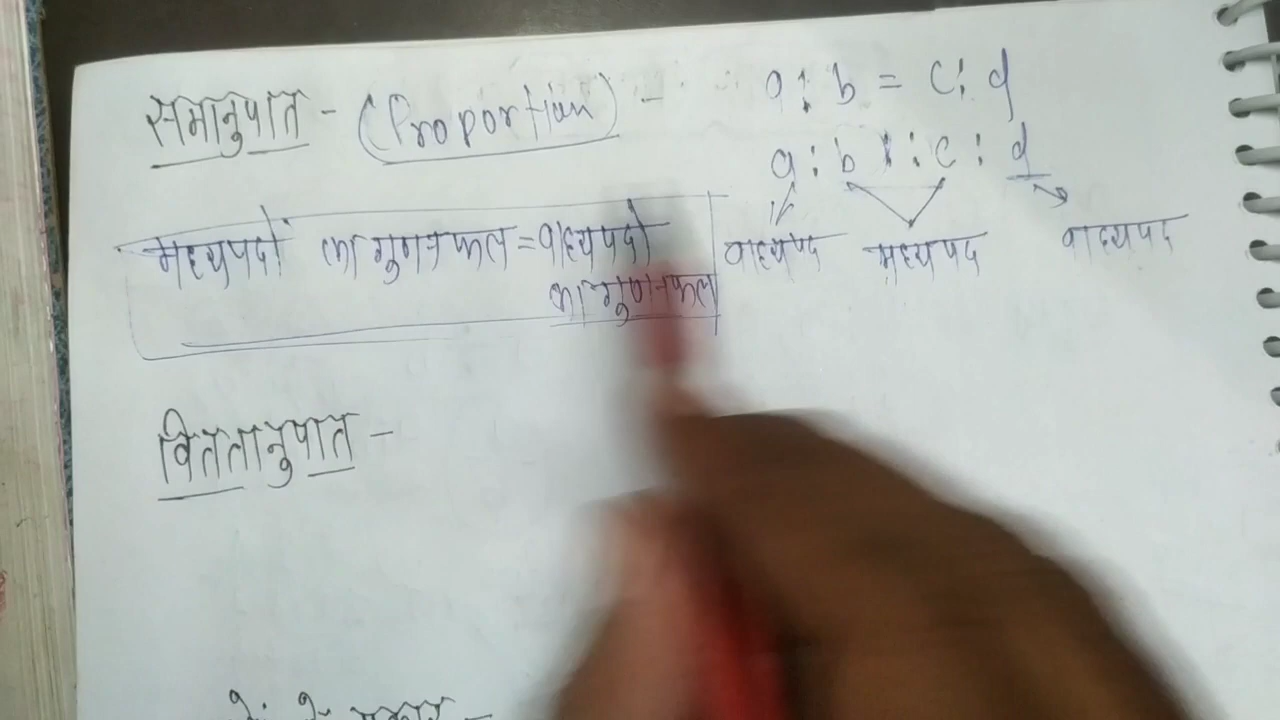 समानुपात - (Proportion) -
a : b = c : d
a : b : : c : d
मध्यपदों का गुणनफल = वाह्यपदो
का गुणनफल
वाह्यपद मध्यपद वाह्यपद
विततानुपात -